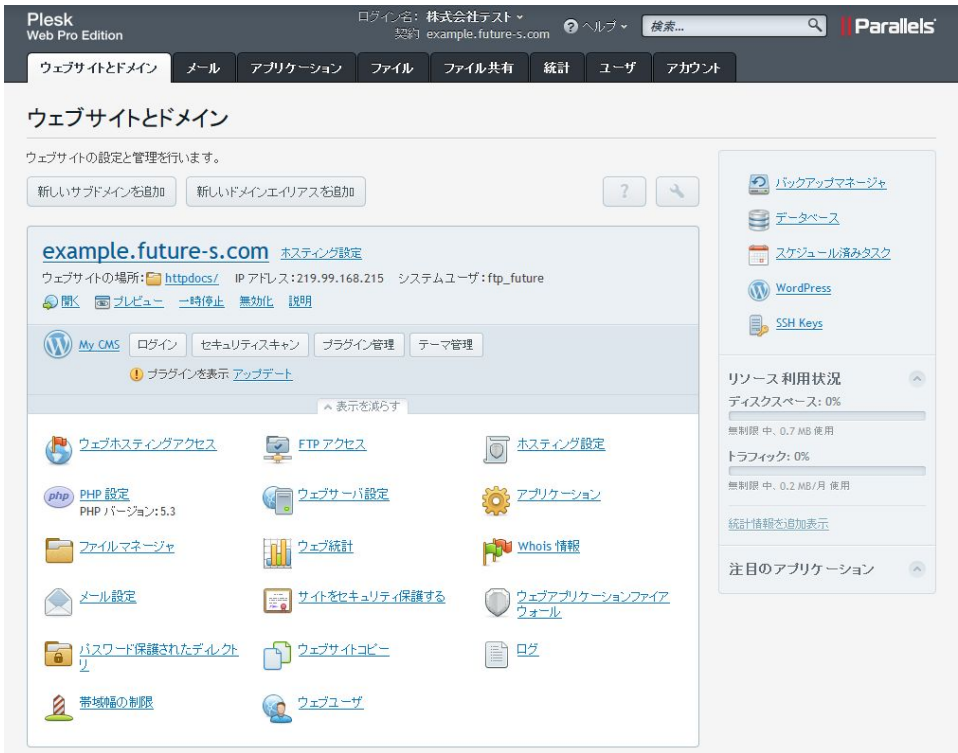 Plesk
Web Pro Edition
ログイン名: 株式会社テスト
契約 example.future-s.com
ヘルプ
検索...
Parallels
ウェブサイトとドメイン メール アプリケーション ファイル ファイル共有 統計 ユーザ アカウント
ウェブサイトとドメイン
ウェブサイトの設定と管理を行います。
新しいサブドメインを追加 新しいドメインエイリアスを追加 ?
example.future-s.com ホスティング設定
ウェブサイトの場所: httpdocs/ IP アドレス:219.99.168.215 システムユーザ:ftp_future
開く プレビュー 一時停止 無効化 説明
My CMS ログイン セキュリティスキャン プラグイン管理 テーマ管理
プラグインを表示 アップデート
表示を減らす
ウェブホスティングアクセス FTP アクセス ホスティング設定
php PHP 設定 ウェブサーバ設定 アプリケーション
PHP バージョン:5.3
ファイルマネージャ ウェブ統計 Whois 情報
メール設定 サイトをセキュリティ保護する ウェブアプリケーションファイア
ウォール
パスワード保護されたディレクト
リ
ウェブサイトコピー ログ
帯域幅の制限 ウェブユーザ
バックアップマネージャ
データベース
スケジュール済みタスク
WordPress
SSH Keys
リソース利用状況
ディスクスペース: 0%
無制限 中、0.7 MB 使用
トラフィック: 0%
無制限 中、0.2 MB/月 使用
統計情報を追加表示
注目のアプリケーション